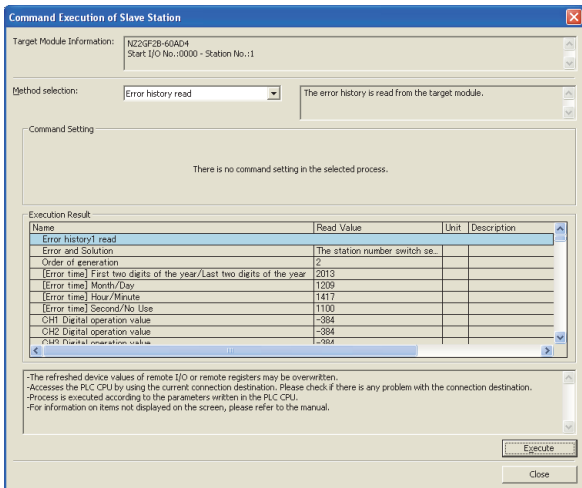 Command Execution of Slave Station
Target Module Information:
NZ2GF2B-60AD4
Start I/O No.:0000 - Station No.:1
Method selection:
Error history read
The error history is read from the target module.
Command Setting
There is no command setting in the selected process.
Execution Result
Name Read Value Unit Description
Error history1 read
Error and Solution The station number switch se...
Order of generation 2
[Error time] First two digits of the year/Last two digits of the year 2013
[Error time] Month/Day 1209
[Error time] Hour/Minute 1417
[Error time] Second/No Use 1100
CH1 Digital operation value -384
CH2 Digital operation value -384
CH3 Digital operation value -384
-The refreshed device values of remote I/O or remote registers may be overwritten.
-Accesses the PLC CPU by using the current connection destination. Please check if there is any problem with the connection destination.
-Process is executed according to the parameters written in the PLC CPU.
-For information on items not displayed on the screen, please refer to the manual.
Execute
Close